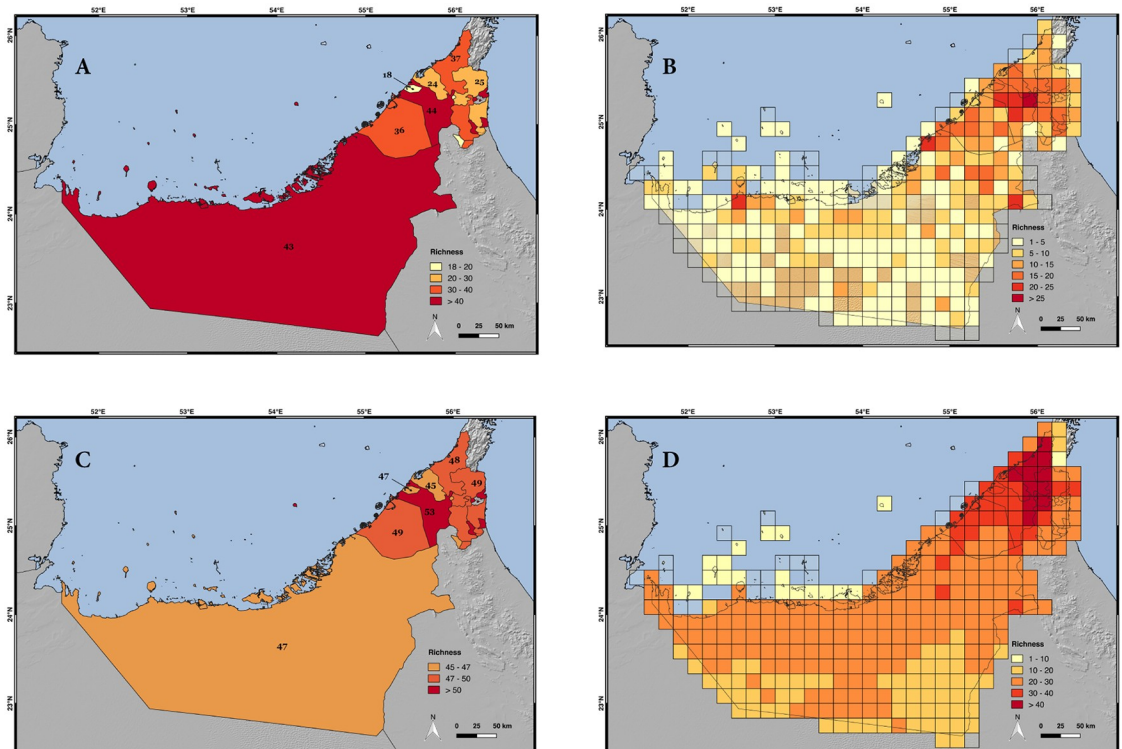 52°E 53°E 54°E 55°E 56°E
26°N
25°N
24°N
23°N
A
37
18
24
25
44
36
43
Richness
18 - 20
20 - 30
30 - 40
> 40
N
0 25 50 km
52°E 53°E 54°E 55°E 56°E
26°N
25°N
24°N
23°N
B
Richness
1 - 5
5 - 10
10 - 15
15 - 20
20 - 25
> 25
N
0 25 50 km
52°E 53°E 54°E 55°E 56°E
26°N
25°N
24°N
23°N
C
48
47
45
49
53
49
47
Richness
45 - 47
47 - 50
> 50
N
0 25 50 km
52°E 53°E 54°E 55°E 56°E
26°N
25°N
24°N
23°N
D
Richness
1 - 10
10 - 20
20 - 30
30 - 40
> 40
N
0 25 50 km